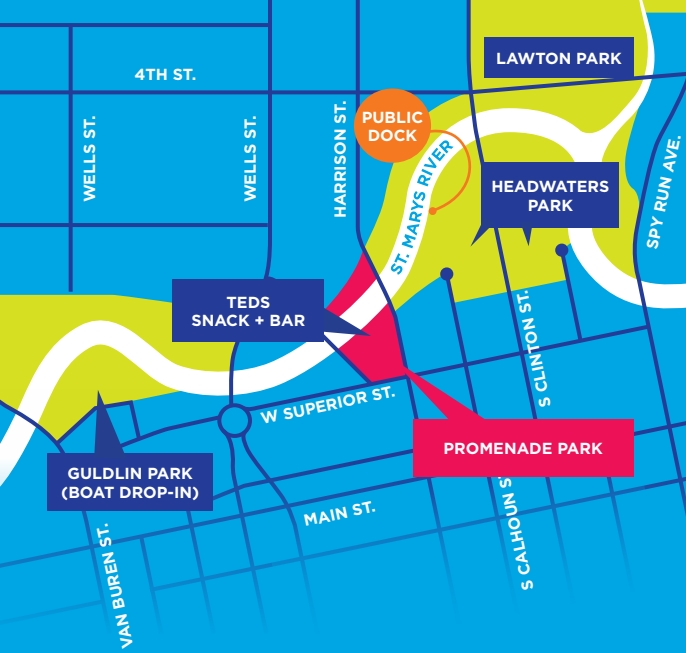 LAWTON PARK
4TH ST.
PUBLIC
DOCK
WELLS ST.
WELLS ST.
HARRISON ST.
ST. MARYS RIVER
HEADWATERS
PARK
SPY RUN AVE.
TEDS
SNACK + BAR
S CLINTON ST.
W SUPERIOR ST.
PROMENADE PARK
GULDLIN PARK
(BOAT DROP-IN)
MAIN ST.
S CALHOUN S
VAN BUREN ST.